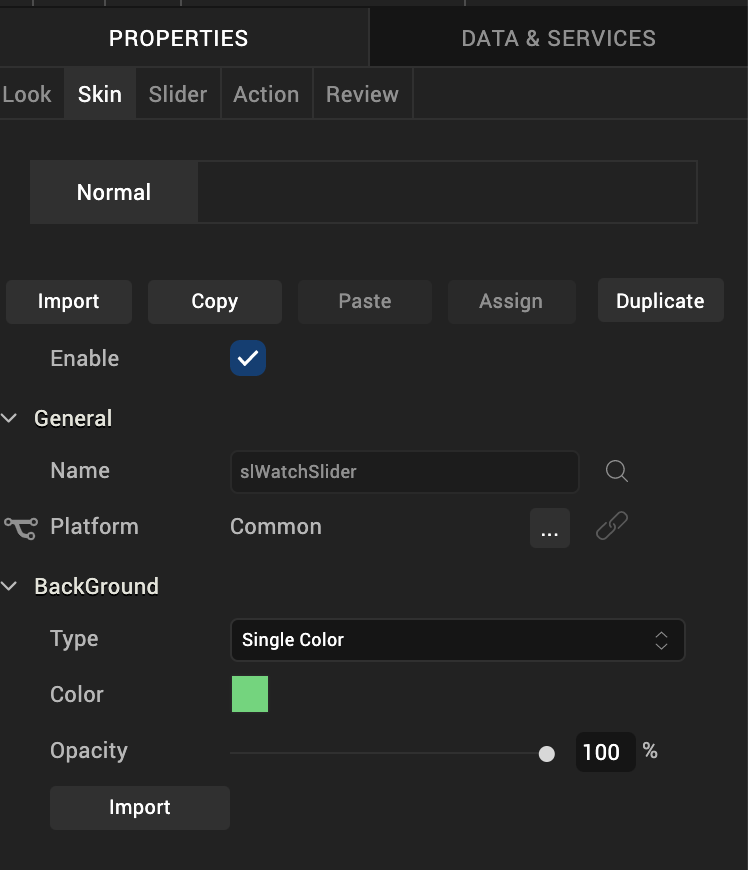 PROPERTIES DATA & SERVICES
Look Skin Slider Action Review
Normal
Import Copy Paste Assign Duplicate
Enable
General
Name slWatchSlider
Platform Common ...
BackGround
Type Single Color
Color
Opacity 100 %
Import